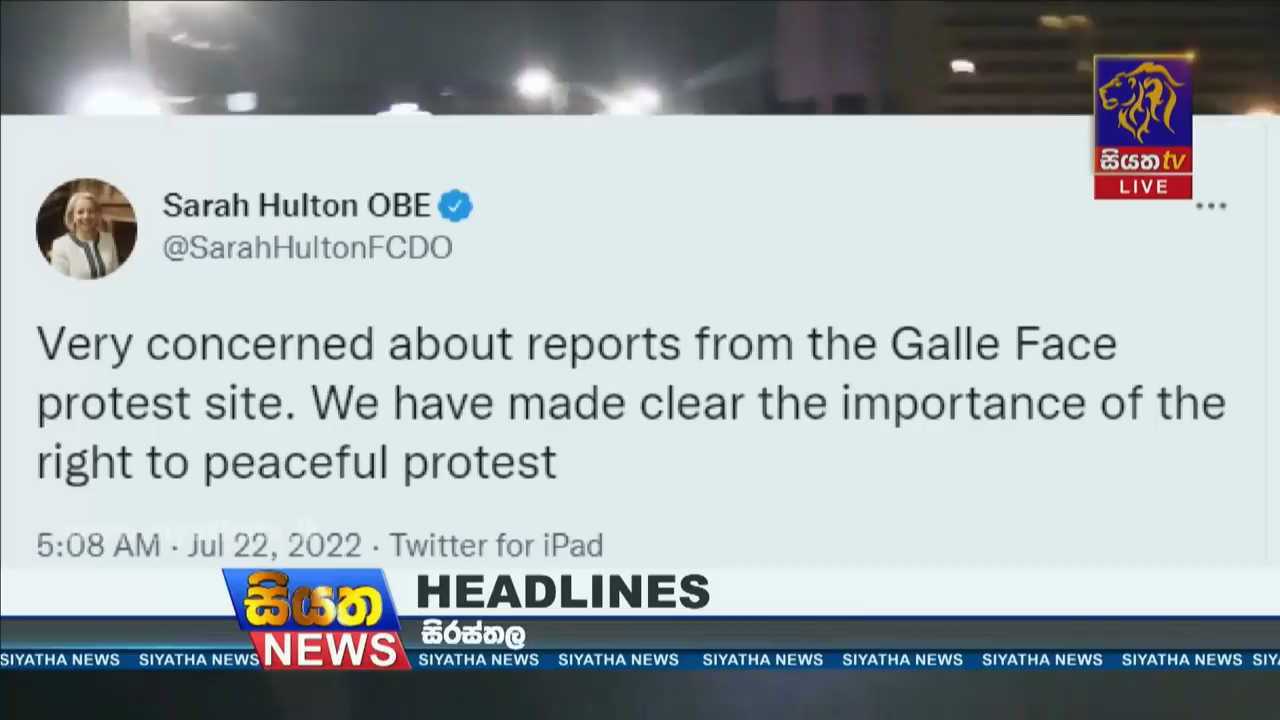 සියත tv
LIVE
Sarah Hulton OBE
@SarahHultonFCDO
Very concerned about reports from the Galle Face
protest site. We have made clear the importance of the
right to peaceful protest
5:08 AM · Jul 22, 2022 · Twitter for iPad
සියත
NEWS
HEADLINES
සිරස්තල
SIYATHA NEWS SIYATHA NEWS SIYATHA NEWS SIYATHA NEWS SIYATHA NEWS SIYATHA NEWS SIYATHA NEWS SIYATHA NEWS SIY